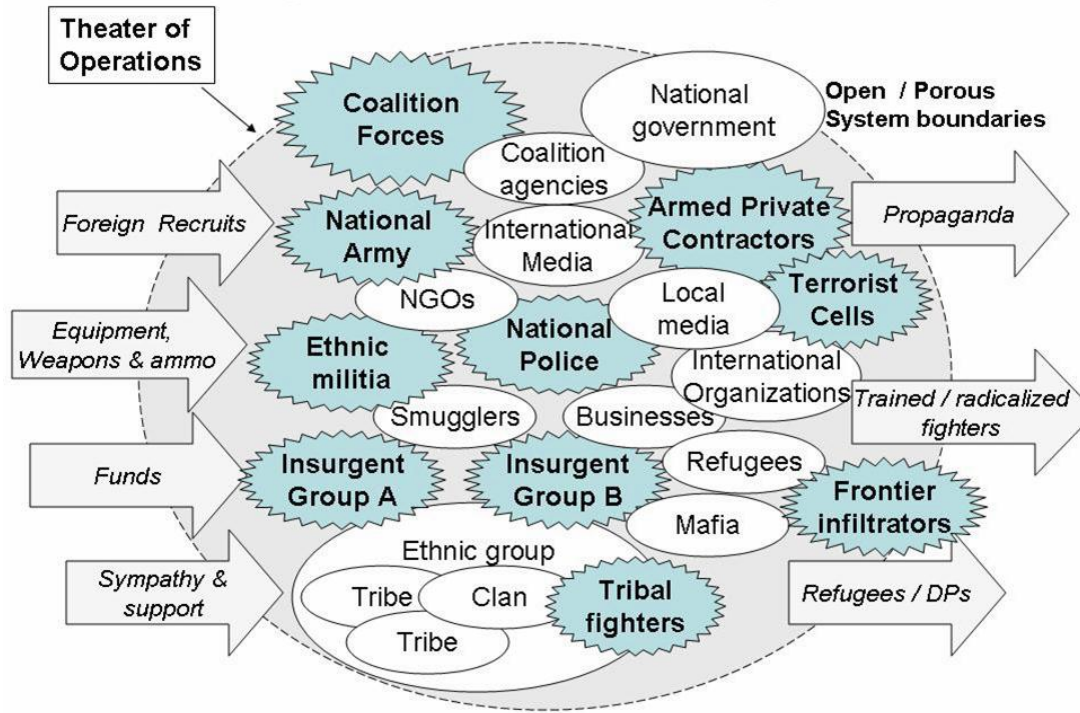 Theater of
Operations
Coalition
Forces
National
government
Open / Porous
System boundaries
Coalition
agencies
Foreign Recruits
National
Army
International
Media
Armed Private
Contractors
Propaganda
NGOs
Local
media
Terrorist
Cells
Equipment,
Weapons & ammo
Ethnic
militia
National
Police
International
Organizations
Smugglers
Businesses
Trained / radicalized
fighters
Funds
Insurgent
Group A
Insurgent
Group B
Refugees
Mafia
Frontier
infiltrators
Ethnic group
Sympathy &
support
Tribe
Clan
Tribe
Tribal
fighters
Refugees / DPs